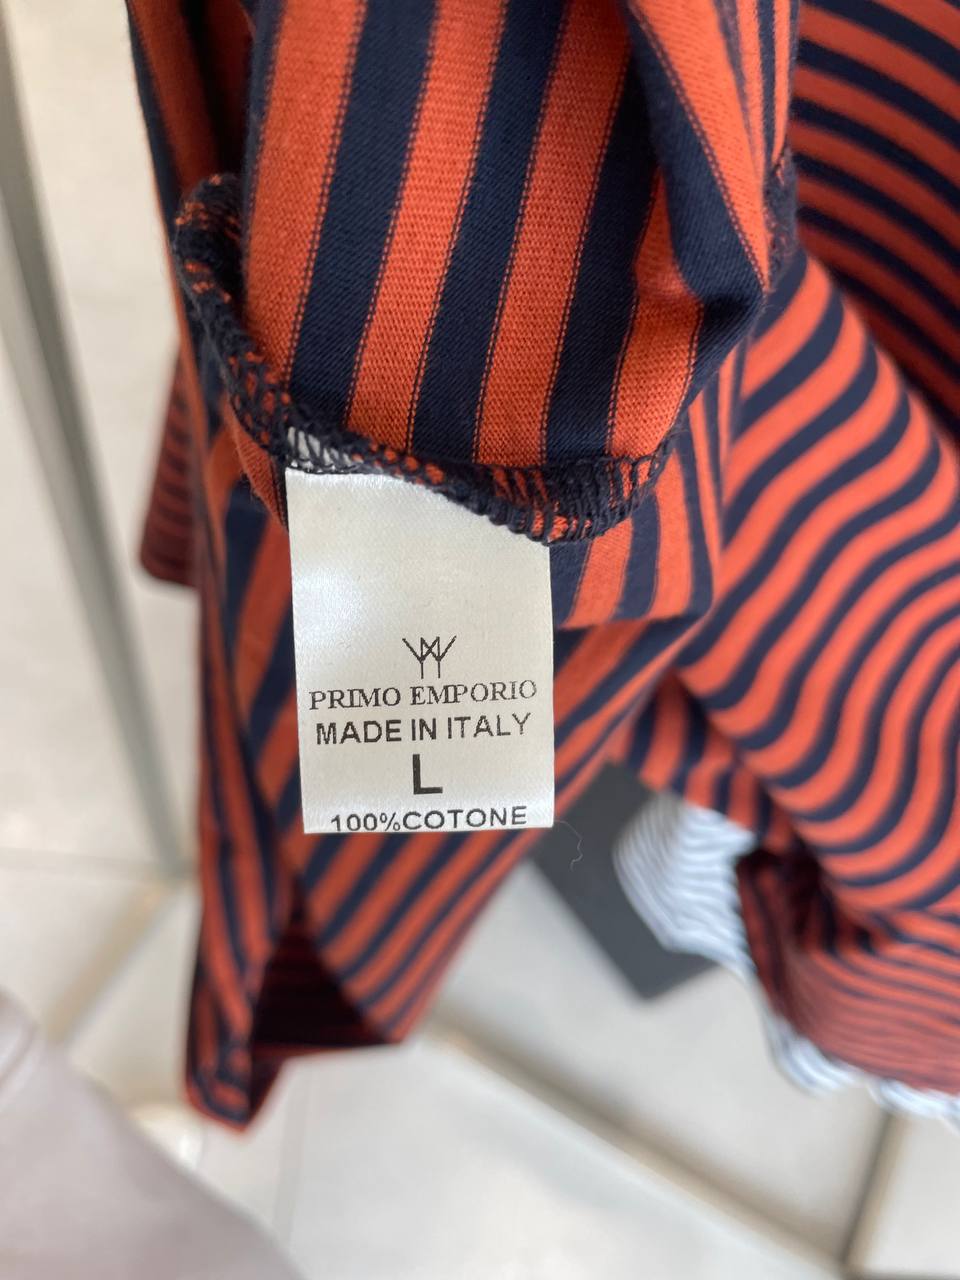 PRIMO EMPORIO
MADE IN ITALY
L
100%COTONE